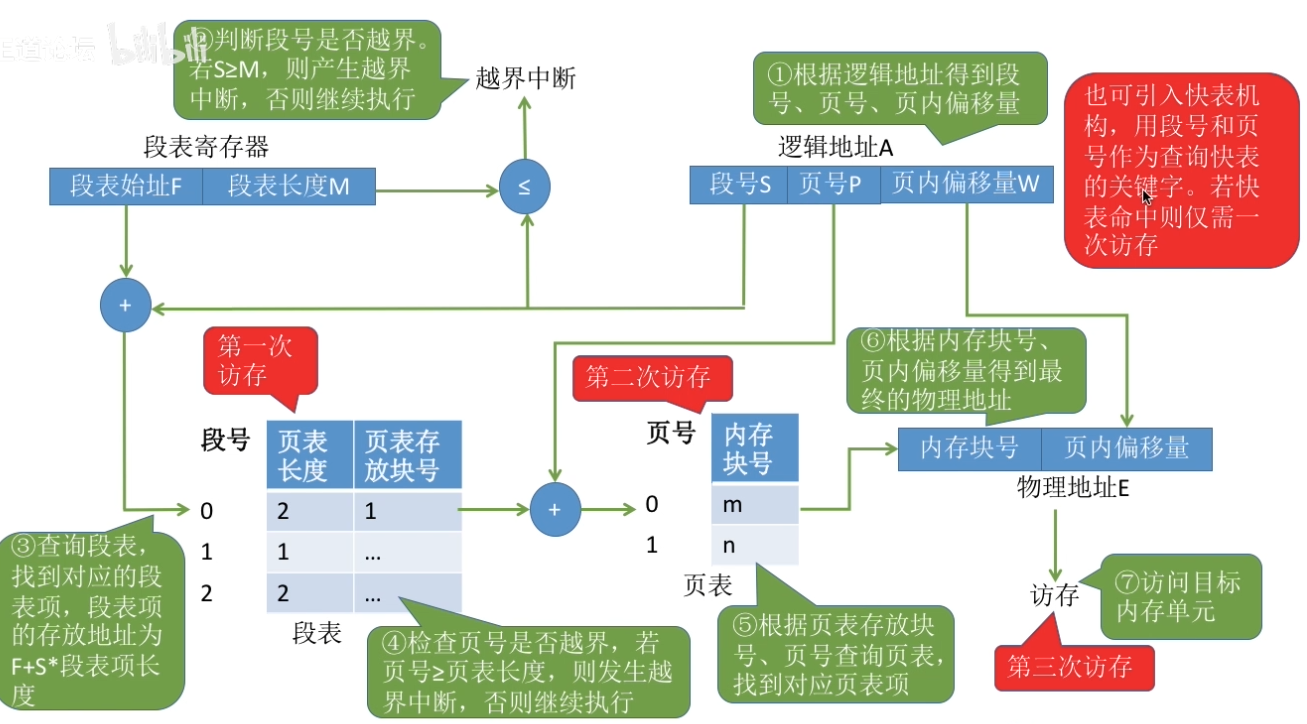 bilibili
②判断段号是否越界。
若S≥M，则产生越界
中断，否则继续执行
越界中断
①根据逻辑地址得到段
号、页号、页内偏移量
也可引入快表机
构，用段号和页
号作为查询快表
的关键字。若快
表命中则仅需一
次访存
段表寄存器
段表始址F
段表长度M
≤
逻辑地址A
段号S
页号P
页内偏移量W
+
第一次
访存
第二次访存
⑥根据内存块号、
页内偏移量得到最
终的物理地址
段号
页表
长度
页表存
放块号
0
2
1
1
1
...
2
2
...
段表
+
页号
内存
块号
0
m
1
n
页表
内存块号
页内偏移量
物理地址E
③查询段表，
找到对应的段
表项，段表项
的存放地址为
F+S*段表项长
度
④检查页号是否越界，若
页号≥页表长度，则发生越
界中断，否则继续执行
⑤根据页表存放块
号、页号查询页表，
找到对应页表项
访存
⑦访问目标
内存单元
第三次访存